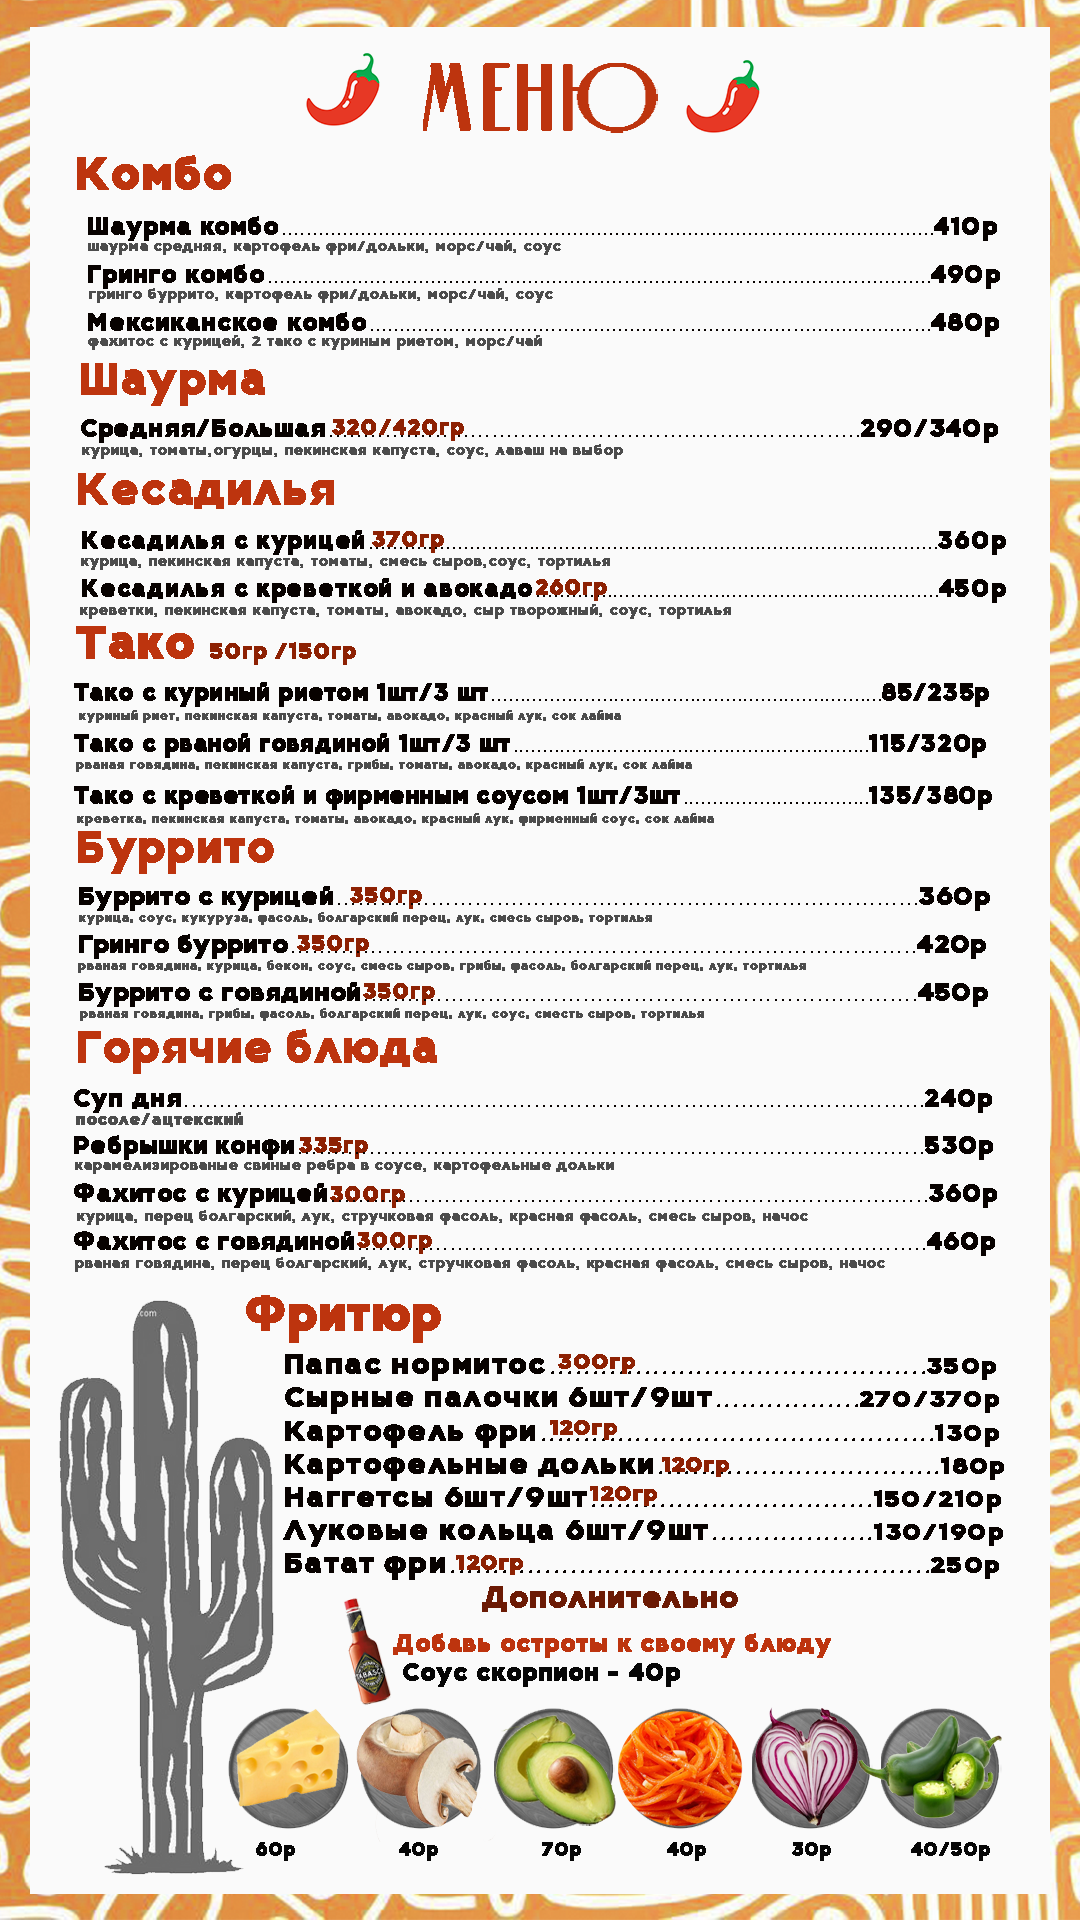 МЕНЮ
Комбо
Шаурма комбо 410р
шаурма средняя, картофель фри/дольки, морс/чай, соус
Гринго комбо 490р
гринго буррито, картофель фри/дольки, морс/чай, соус
Мексиканское комбо 480р
фахитос с курицей, 2 тако с куриным риетом, морс/чай
Шаурма
Средняя/Большая 320/420гр 290/340р
курица, томаты,огурцы, пекинская капуста, соус, лаваш на выбор
Кесадилья
Кесадилья с курицей 370гр 360р
курица, пекинская капуста, томаты, смесь сыров,соус, тортилья
Кесадилья с креветкой и авокадо 260гр 450р
креветки, пекинская капуста, томаты, авокадо, сыр творожный, соус, тортилья
Тако 50гр /150гр
Тако с куриный риетом 1шт/3 шт 85/235р
куриный риет, пекинская капуста, томаты, авокадо, красный лук, сок лайма
Тако с рваной говядиной 1шт/3 шт 115/320р
рваная говядина, пекинская капуста, грибы, томаты, авокадо, красный лук, сок лайма
Тако с креветкой и фирменным соусом 1шт/3шт 135/380р
креветка, пекинская капуста, томаты, авокадо, красный лук, фирменный соус, сок лайма
Буррито
Буррито с курицей 350гр 360р
курица, соус, кукуруза, фасоль, болгарский перец, лук, смесь сыров, тортилья
Гринго буррито 350гр 420р
рваная говядина, курица, бекон, соус, смесь сыров, грибы, фасоль, болгарский перец, лук, тортилья
Буррито с говядиной 350гр 450р
рваная говядина, грибы, фасоль, болгарский перец, лук, соус, сместь сыров, тортилья
Горячие блюда
Суп дня 240р
посоле/ацтекский
Ребрышки конфи 335гр 530р
карамелизированые свиные ребра в соусе, картофельные дольки
Фахитос с курицей 300гр 360р
курица, перец болгарский, лук, стручковая фасоль, красная фасоль, смесь сыров, начос
Фахитос с говядиной 300гр 460р
рваная говядина, перец болгарский, лук, стручковая фасоль, красная фасоль, смесь сыров, начос
.com
Фритюр
Папас нормитос 300гр 350р
Сырные палочки 6шт/9шт 270/370р
Картофель фри 120гр 130р
Картофельные дольки 120гр 180р
Наггетсы 6шт/9шт 120гр 150/210р
Луковые кольца 6шт/9шт 130/190р
Батат фри 120гр 250р
Дополнительно
Добавь остроты к своему блюду
Соус скорпион - 40р
TABASCO
60р 40р 70р 40р 30р 40/50р